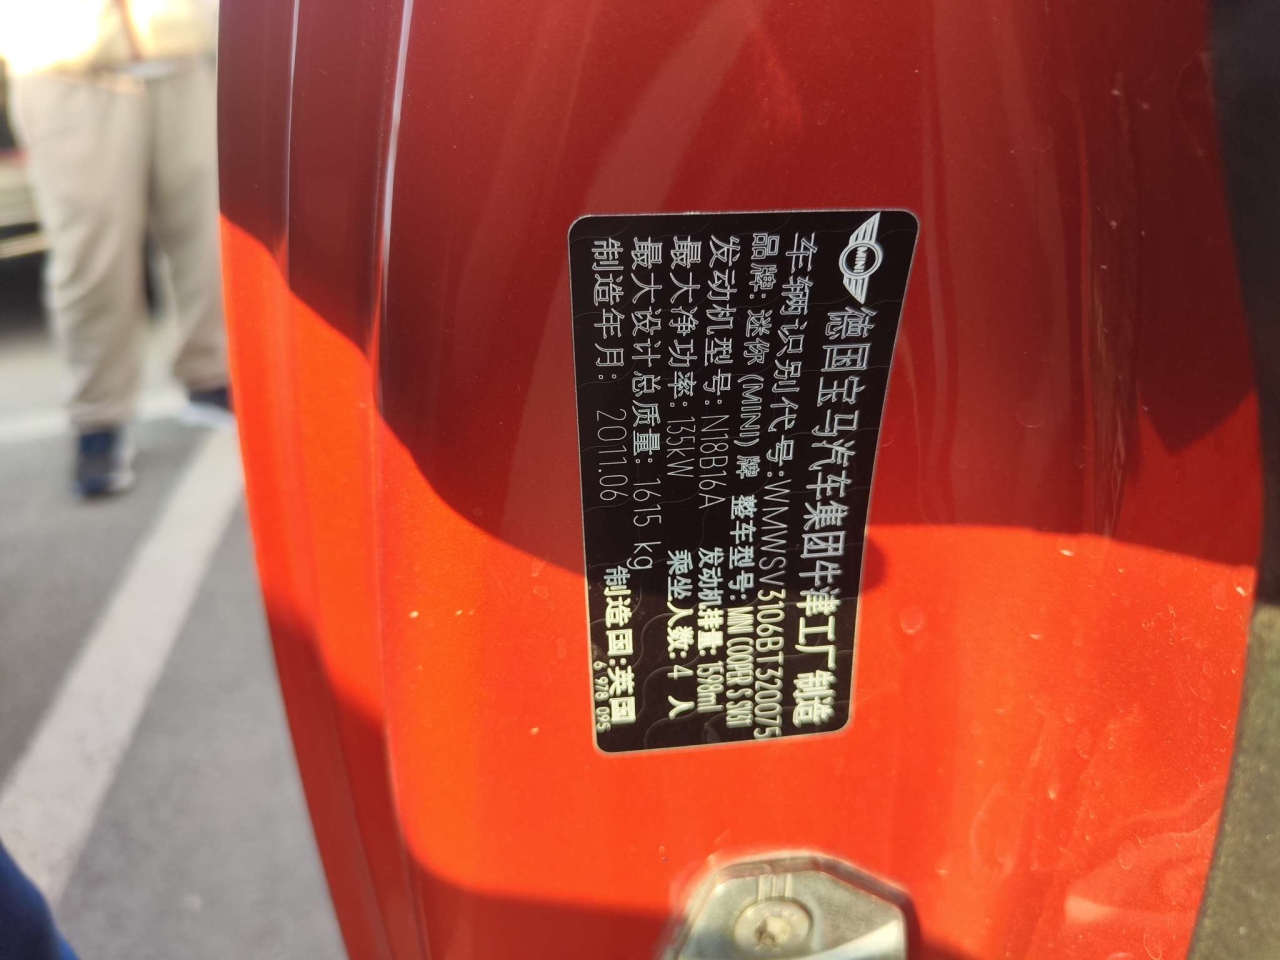 MINI 德国宝马汽车集团牛津工厂制造
车辆识别代号:WMWSV3106BT520075
品牌:迷你(MINI)牌 整车型号:MINI COOPER S SV31
发动机型号:N18B16A 发动机排量:1598ml
最大净功率:135kW 乘坐人数:4 人
最大设计总质量:1615 kg
制造年月:2011.06 制造国:英国
6 978 095